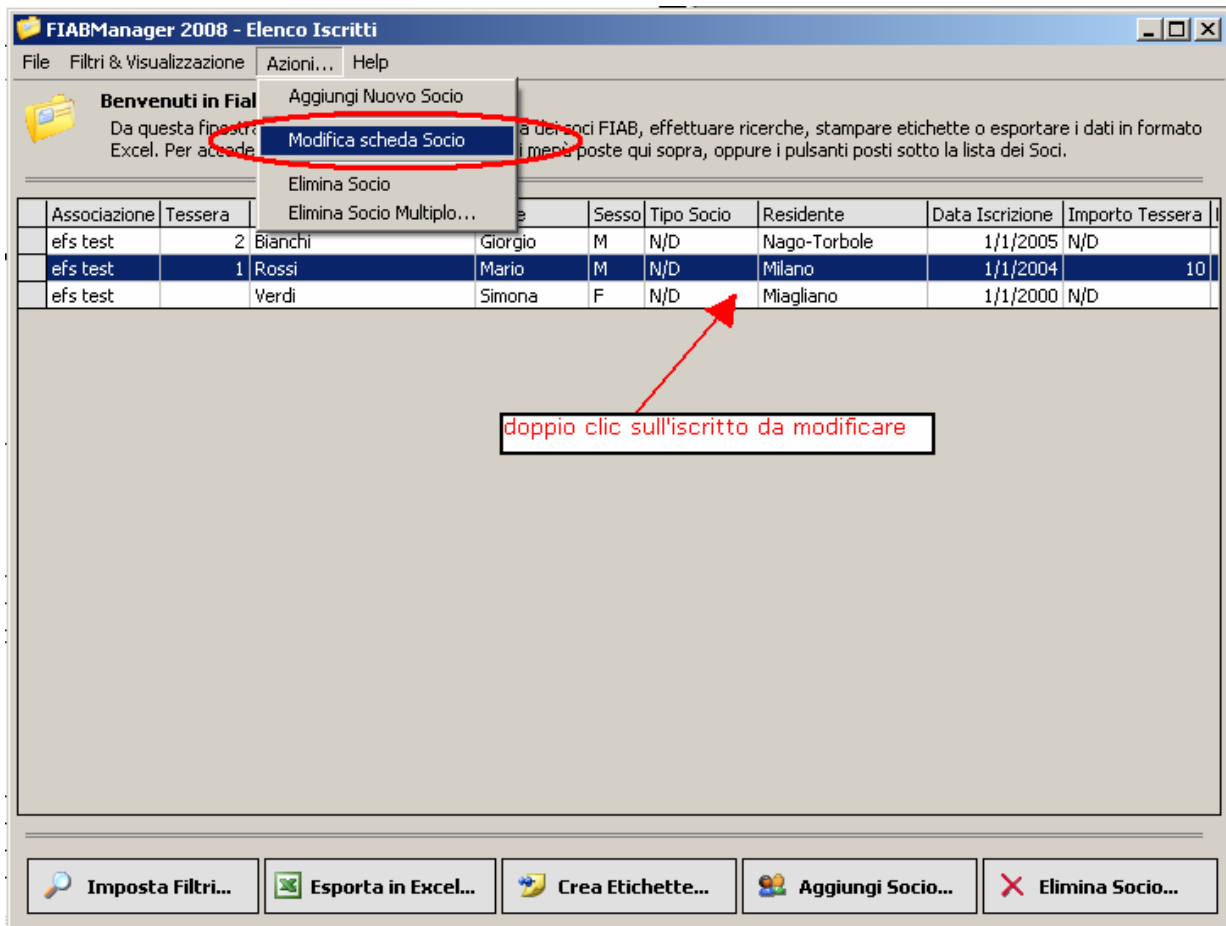 FIABManager 2008 - Elenco Iscritti
File Filtri & Visualizzazione Azioni... Help
Aggiungi Nuovo Socio
Modifica scheda Socio
Elimina Socio
Elimina Socio Multiplo...
Benvenuti in
Da questa dei soci FIAB, effettuare ricerche, stampare etichette o esportare i dati in formato
Excel. Per menù poste qui sopra, oppure i pulsanti posti sotto la lista dei Soci.
Associazione Tessera Sesso Tipo Socio Residente Data Iscrizione Importo Tessera
efs test 2 Bianchi Giorgio M N/D Nago-Torbole 1/1/2005 N/D
efs test 1 Rossi Mario M N/D Milano 1/1/2004 10
efs test Verdi Simona F N/D Miagliano 1/1/2000 N/D
doppio clic sull'iscritto da modificare
Imposta Filtri... Esporta in Excel... Crea Etichette... Aggiungi Socio... Elimina Socio...